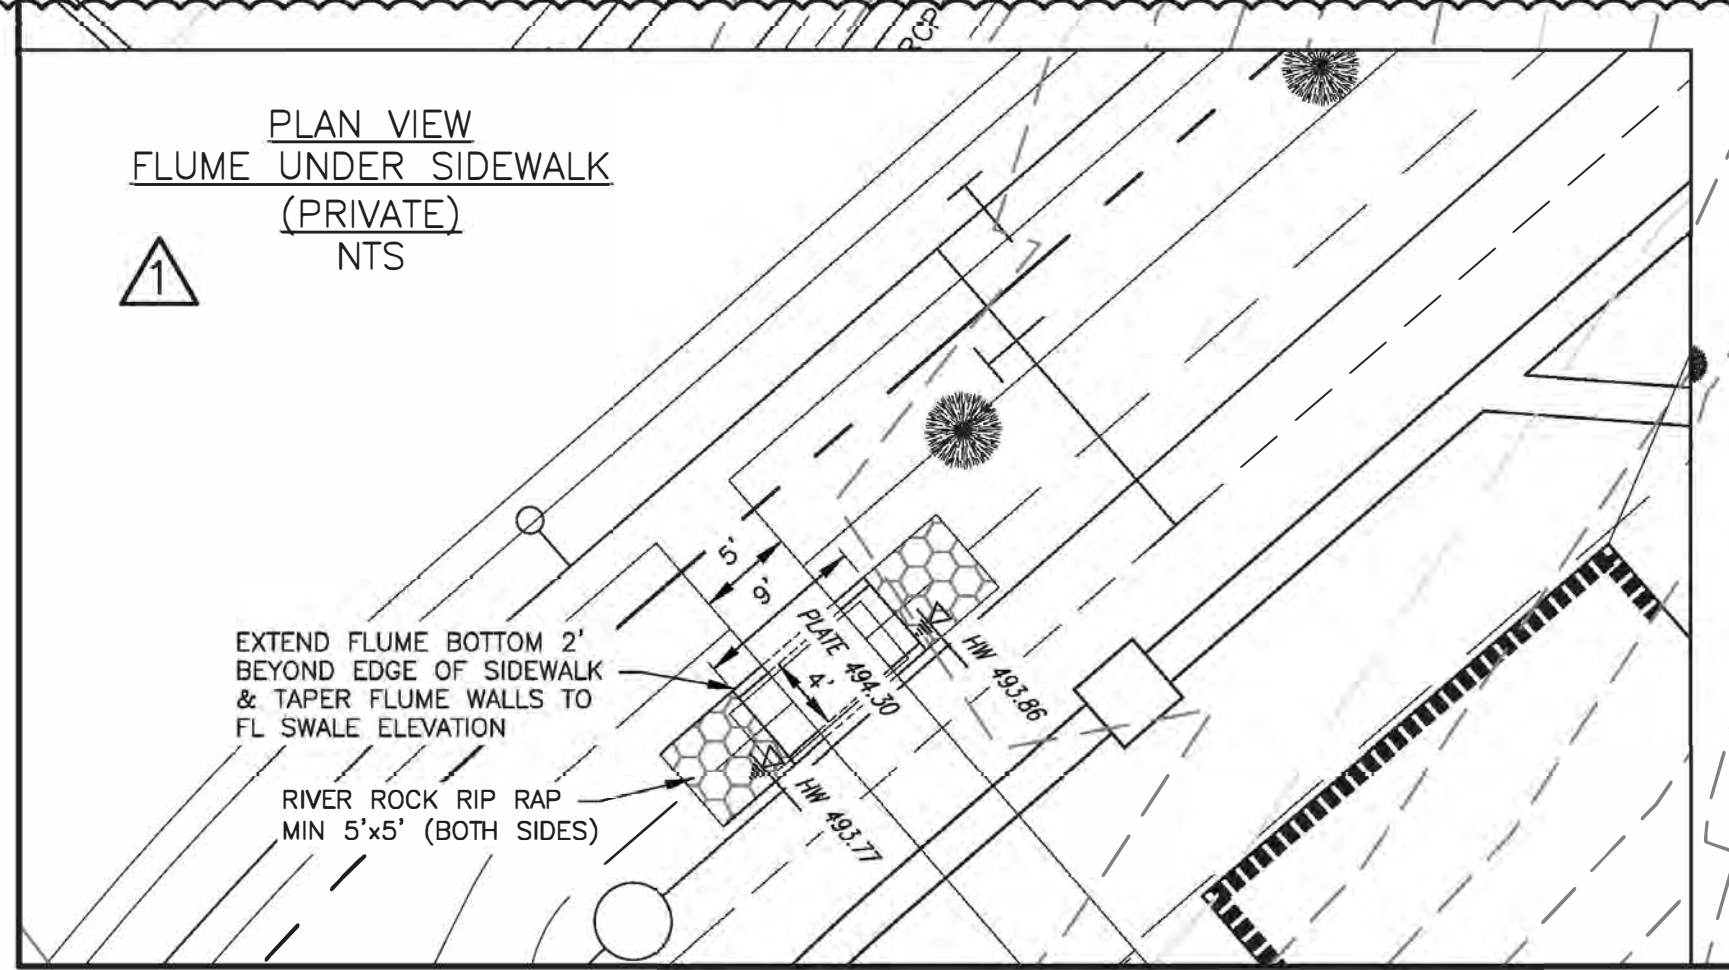 RCP
PLAN VIEW
FLUME UNDER SIDEWALK
(PRIVATE)
NTS
1
5'
9'
PLATE 494.30
4'
HW 493.86
HW 493.77
EXTEND FLUME BOTTOM 2'
BEYOND EDGE OF SIDEWALK
& TAPER FLUME WALLS TO
FL SWALE ELEVATION
RIVER ROCK RIP RAP
MIN 5'x5' (BOTH SIDES)